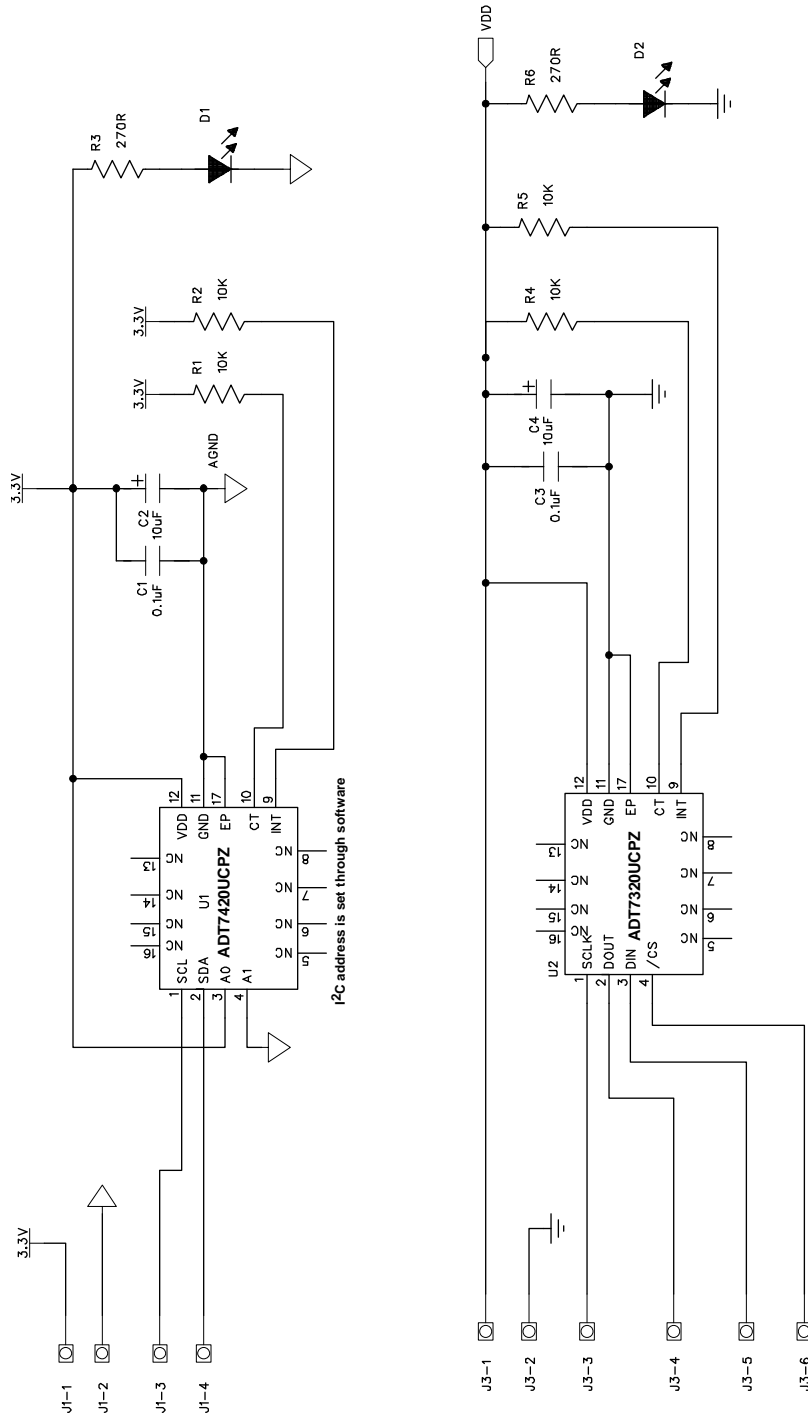 3.3V
J1-1
J1-2
J1-3
J1-4
3.3V
C1
0.1uF
C2
10uF
AGND
3.3V
R1
10K
3.3V
R2
10K
R3
270R
D1
16
NC
15
NC
14
NC
13
NC
1
SCL
2
SDA
3
A0
4
A1
U1
ADT7420UCPZ
VDD
12
GND
11
EP
17
CT
10
INT
9
5
NC
6
NC
7
NC
8
NC
I²C address is set through software
J3-1
J3-2
J3-3
J3-4
J3-5
J3-6
VDD
C3
0.1uF
C4
10uF
R4
10K
R5
10K
R6
270R
D2
U2
16
NC
15
NC
14
NC
13
NC
1
SCLK
2
DOUT
3
DIN
4
/CS
ADT7320UCPZ
VDD
12
GND
11
EP
17
CT
10
INT
9
5
NC
6
NC
7
NC
8
NC